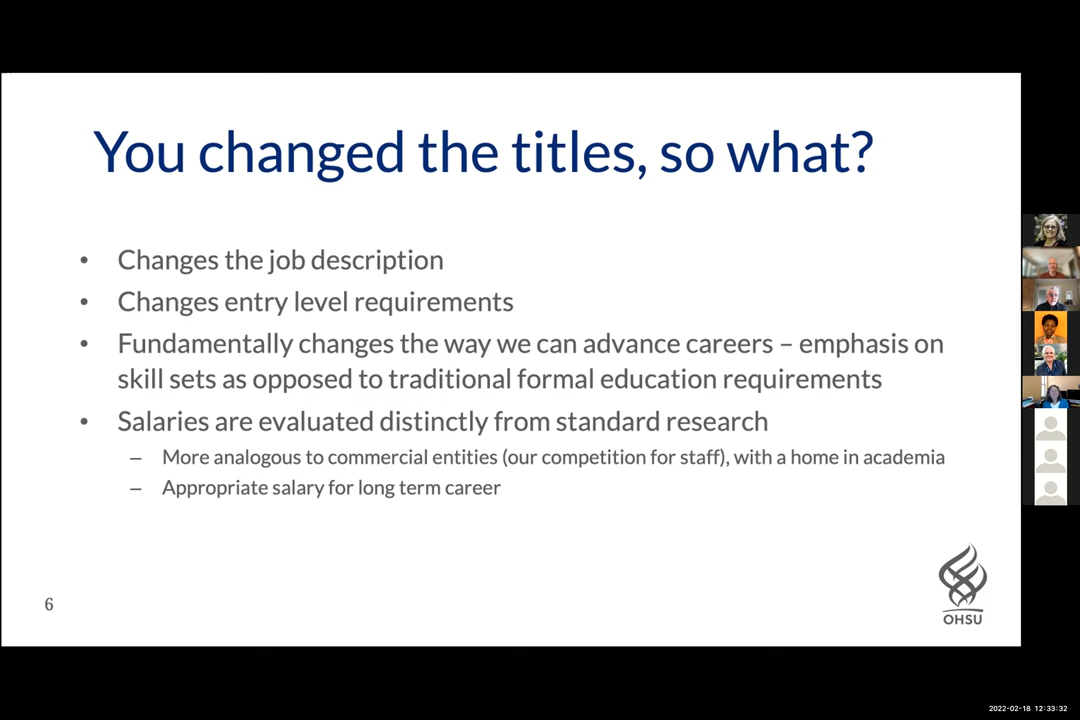 You changed the titles, so what?
• Changes the job description
• Changes entry level requirements
• Fundamentally changes the way we can advance careers – emphasis on
skill sets as opposed to traditional formal education requirements
• Salaries are evaluated distinctly from standard research
– More analogous to commercial entities (our competition for staff), with a home in academia
– Appropriate salary for long term career
6
OHSU
2022-02-18 12:33:32